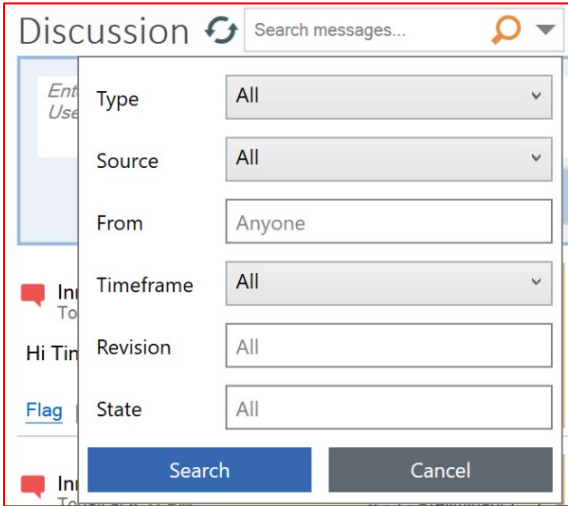 Discussion Search messages...
Type All
Source All
From Anyone
Timeframe All
Revision All
State All
Hi Tim
Flag
Search Cancel